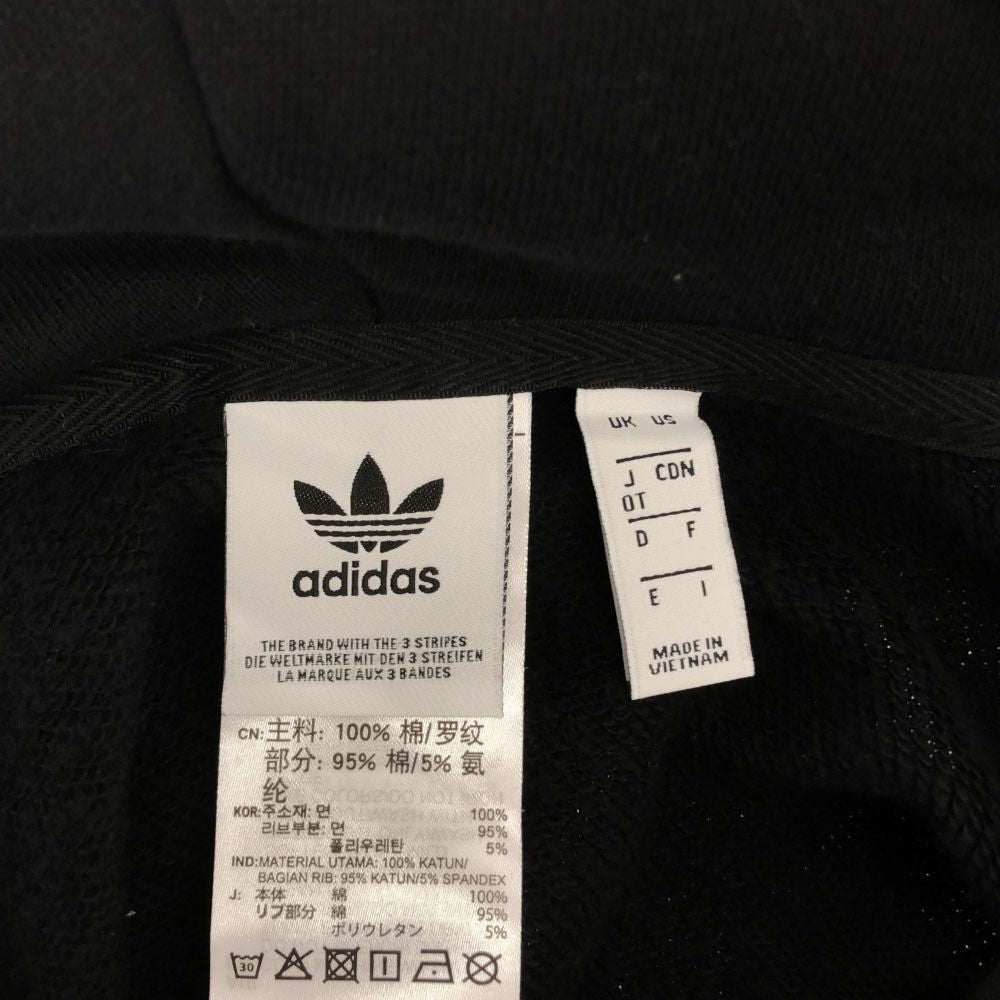 adidas
THE BRAND WITH THE 3 STRIPES
DIE WELTMARKE MIT DEN 3 STREIFEN
LA MARQUE AUX 3 BANDES
CN: 主料: 100% 棉/罗纹
部分: 95% 棉/5% 氨
纶
KOR: 주소재: 면 100%
리브부분: 면 95%
폴리우레탄 5%
IND: MATERIAL UTAMA: 100% KATUN/
BAGIAN RIB: 95% KATUN/5% SPANDEX
J: 本体 綿 100%
リブ部分 綿 95%
ポリウレタン 5%
30
UK US
J CDN
OT
D F
E I
MADE IN
VIETNAM